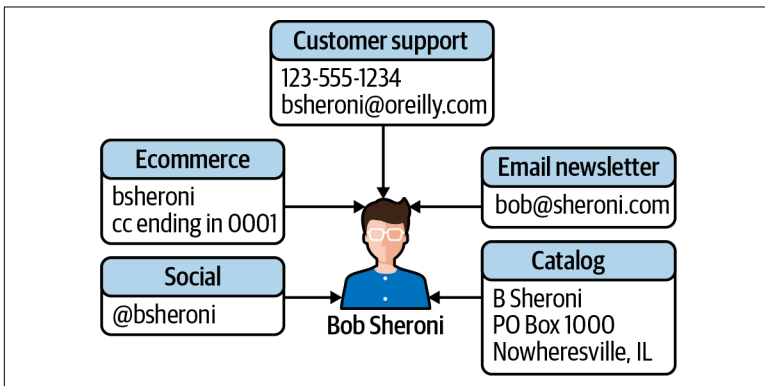 Customer support
123-555-1234
bsheroni@oreilly.com
Ecommerce
bsheroni
cc ending in 0001
Email newsletter
bob@sheroni.com
Social
@bsheroni
Catalog
B Sheroni
PO Box 1000
Nowheresville, IL
Bob Sheroni